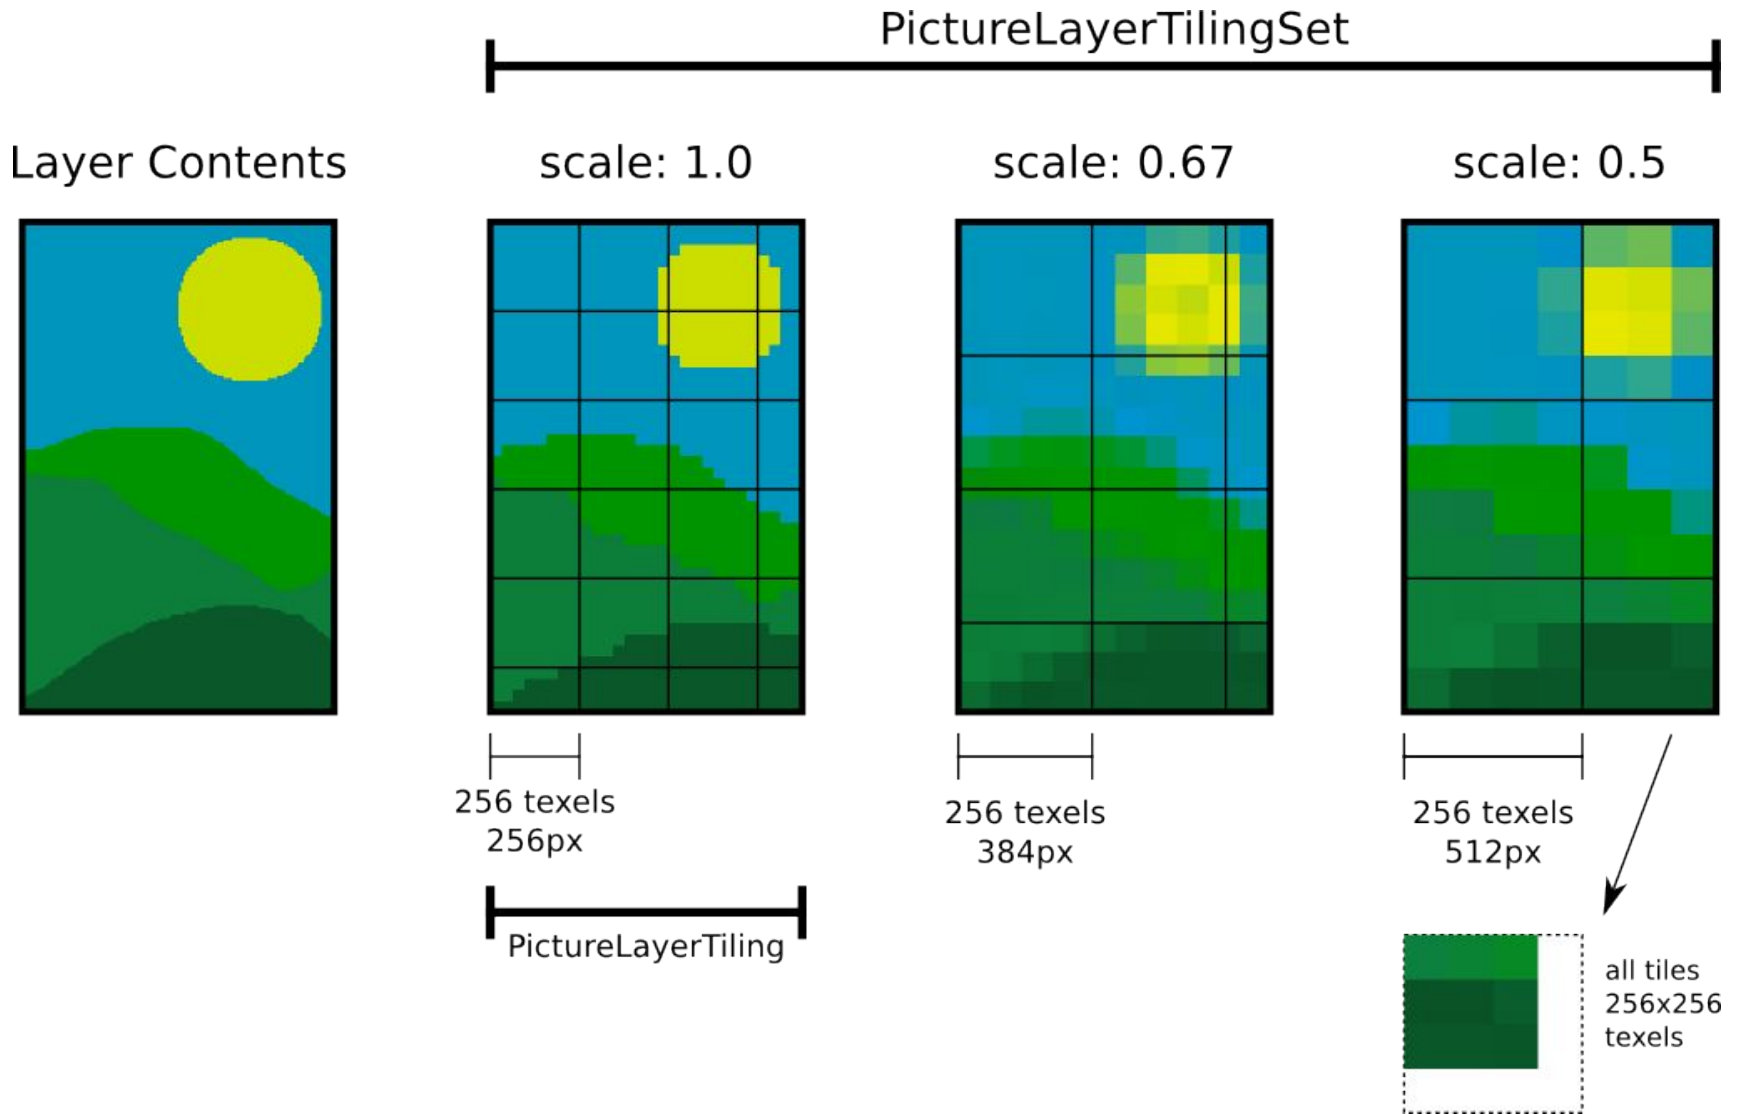 PictureLayerTilingSet
Layer Contents
scale: 1.0
scale: 0.67
scale: 0.5
256 texels
256px
256 texels
384px
256 texels
512px
PictureLayerTiling
all tiles
256x256
texels